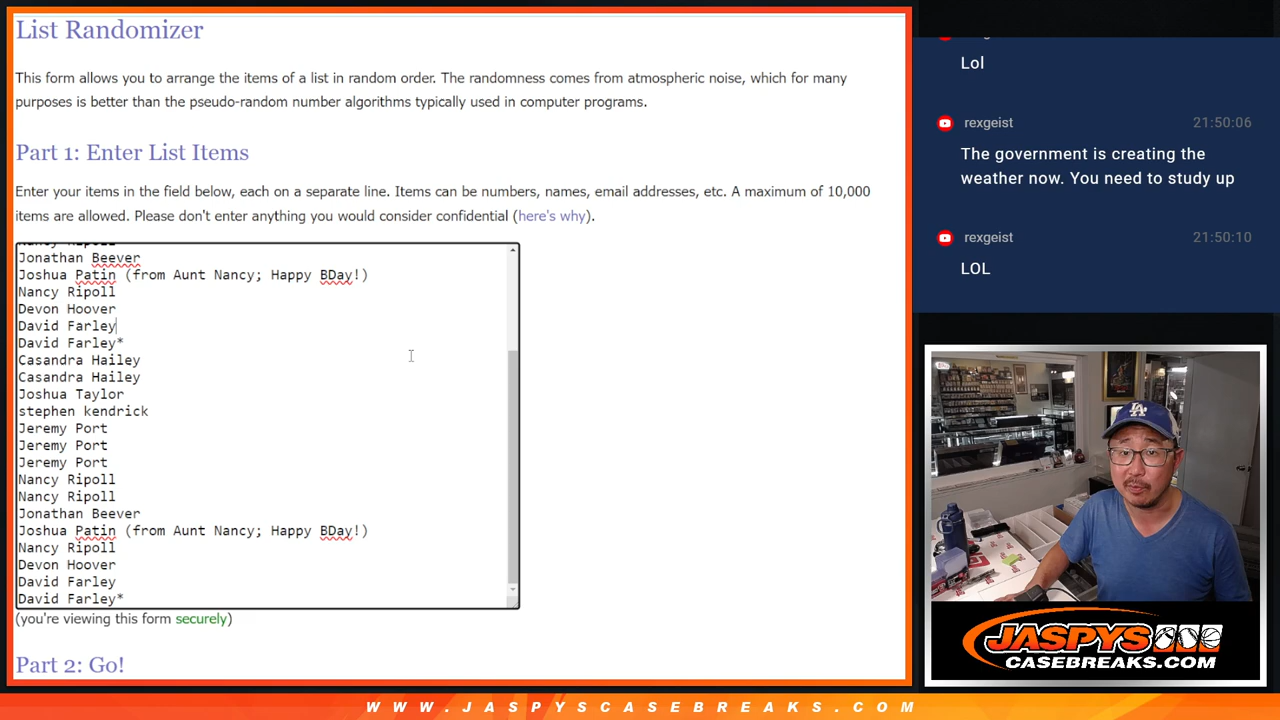 List Randomizer
This form allows you to arrange the items of a list in random order. The randomness comes from atmospheric noise, which for many
purposes is better than the pseudo-random number algorithms typically used in computer programs.
Part 1: Enter List Items
Enter your items in the field below, each on a separate line. Items can be numbers, names, email addresses, etc. A maximum of 10,000
items are allowed. Please don't enter anything you would consider confidential (here's why).
Nancy Ripoll
Jonathan Beever
Joshua Patin (from Aunt Nancy; Happy BDay!)
Nancy Ripoll
Devon Hoover
David Farley
David Farley*
Casandra Hailey
Casandra Hailey
Joshua Taylor
stephen kendrick
Jeremy Port
Jeremy Port
Jeremy Port
Nancy Ripoll
Nancy Ripoll
Jonathan Beever
Joshua Patin (from Aunt Nancy; Happy BDay!)
Nancy Ripoll
Devon Hoover
David Farley
David Farley*
(you're viewing this form securely)
Part 2: Go!
Lol
rexgeist 21:50:06
The government is creating the
weather now. You need to study up
rexgeist 21:50:10
LOL
LA
JASPYS
CASEBREAKS.COM
WWW.JASPYSCASEBREAKS.COM